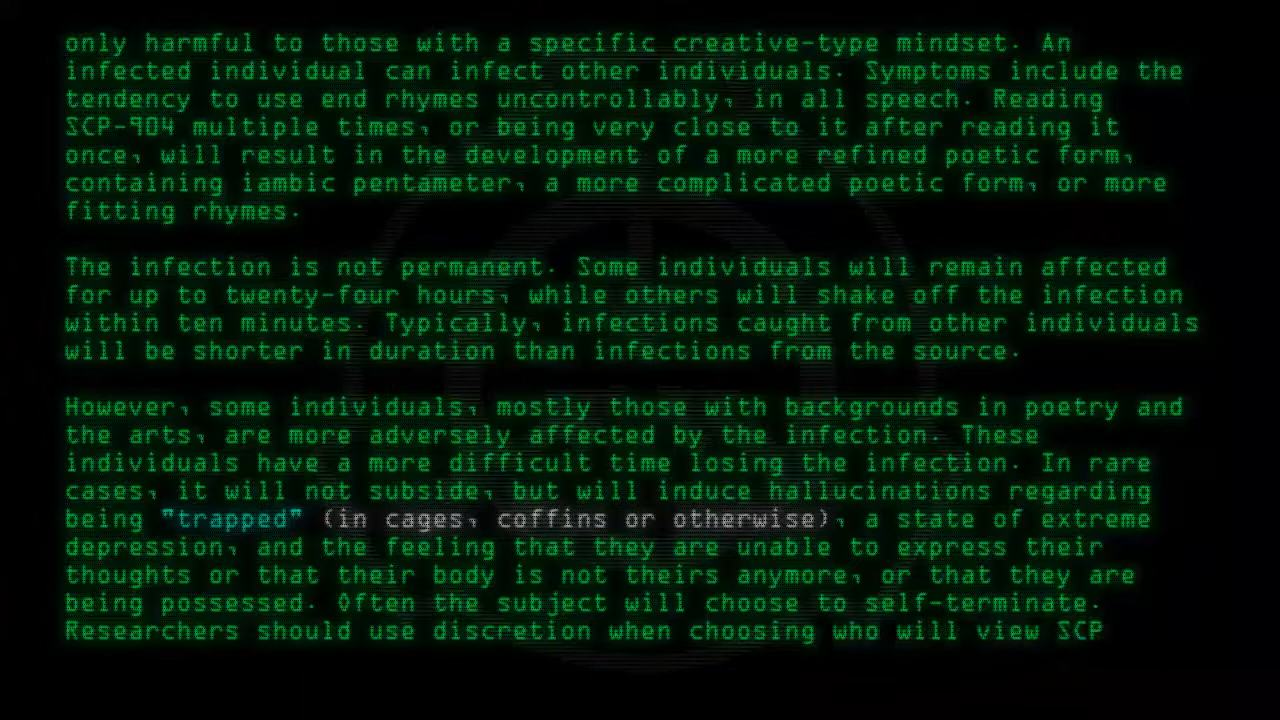 only harmful to those with a specific creative-type mindset. An
infected individual can infect other individuals. Symptoms include the
tendency to use end rhymes uncontrollably, in all speech. Reading
SCP-904 multiple times, or being very close to it after reading it
once, will result in the development of a more refined poetic form,
containing iambic pentameter, a more complicated poetic form, or more
fitting rhymes.
The infection is not permanent. Some individuals will remain affected
for up to twenty-four hours, while others will shake off the infection
within ten minutes. Typically, infections caught from other individuals
will be shorter in duration than infections from the source.
However, some individuals, mostly those with backgrounds in poetry and
the arts, are more adversely affected by the infection. These
individuals have a more difficult time losing the infection. In rare
cases, it will not subside, but will induce hallucinations regarding
being "trapped" (in cages, coffins or otherwise), a state of extreme
depression, and the feeling that they are unable to express their
thoughts or that their body is not theirs anymore, or that they are
being possessed. Often the subject will choose to self-terminate.
Researchers should use discretion when choosing who will view SCP